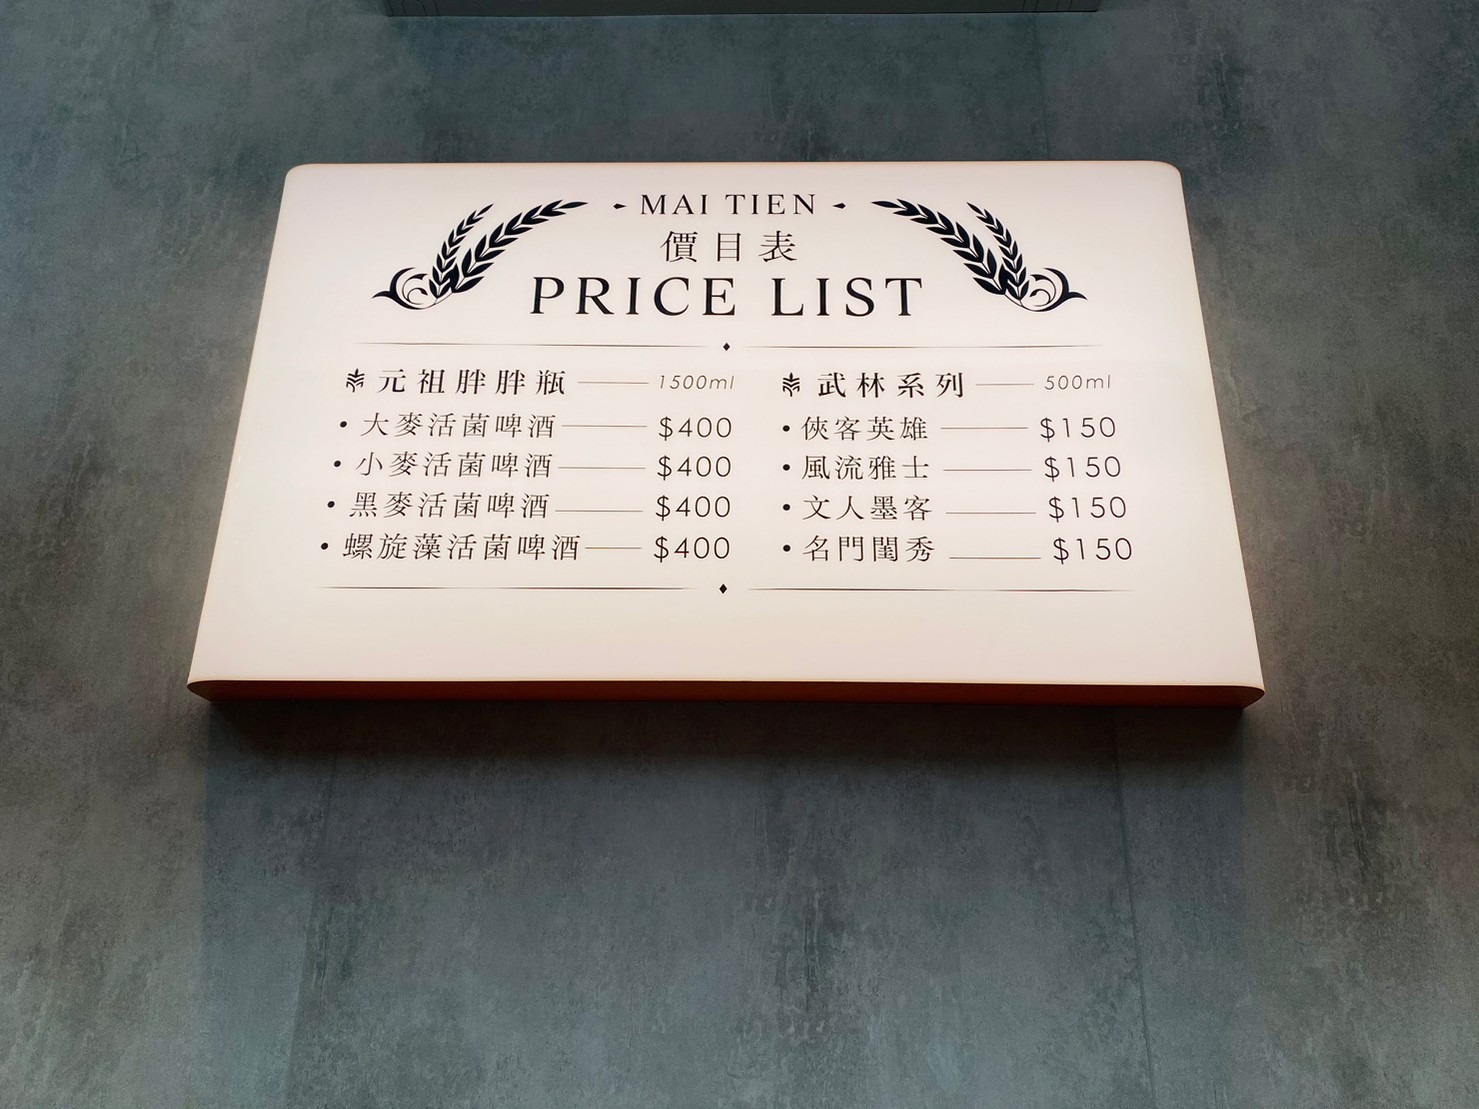 MAI TIEN
價目表
PRICE LIST
元祖胖胖瓶 1500ml
• 大麥活菌啤酒 $400
• 小麥活菌啤酒 $400
• 黑麥活菌啤酒 $400
• 螺旋藻活菌啤酒 $400
武林系列 500ml
• 俠客英雄 $150
• 風流雅士 $150
• 文人墨客 $150
• 名門閨秀 $150